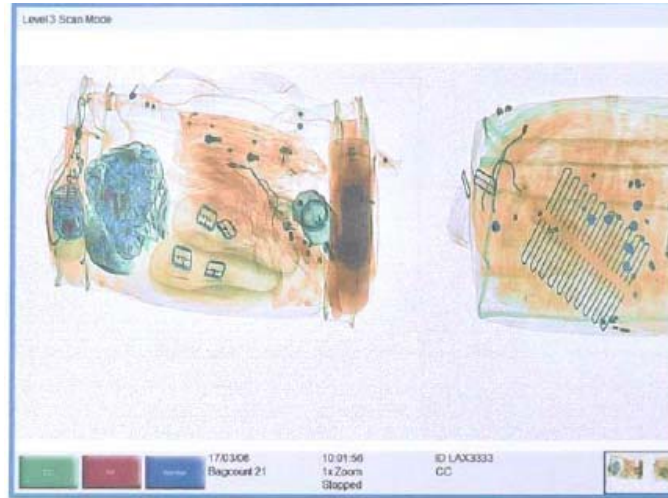 Level 3 Scan Mode
17/03/06 10:01:56 ID LAX3333
Bagcount 21 1x Zoom CC
Stopped